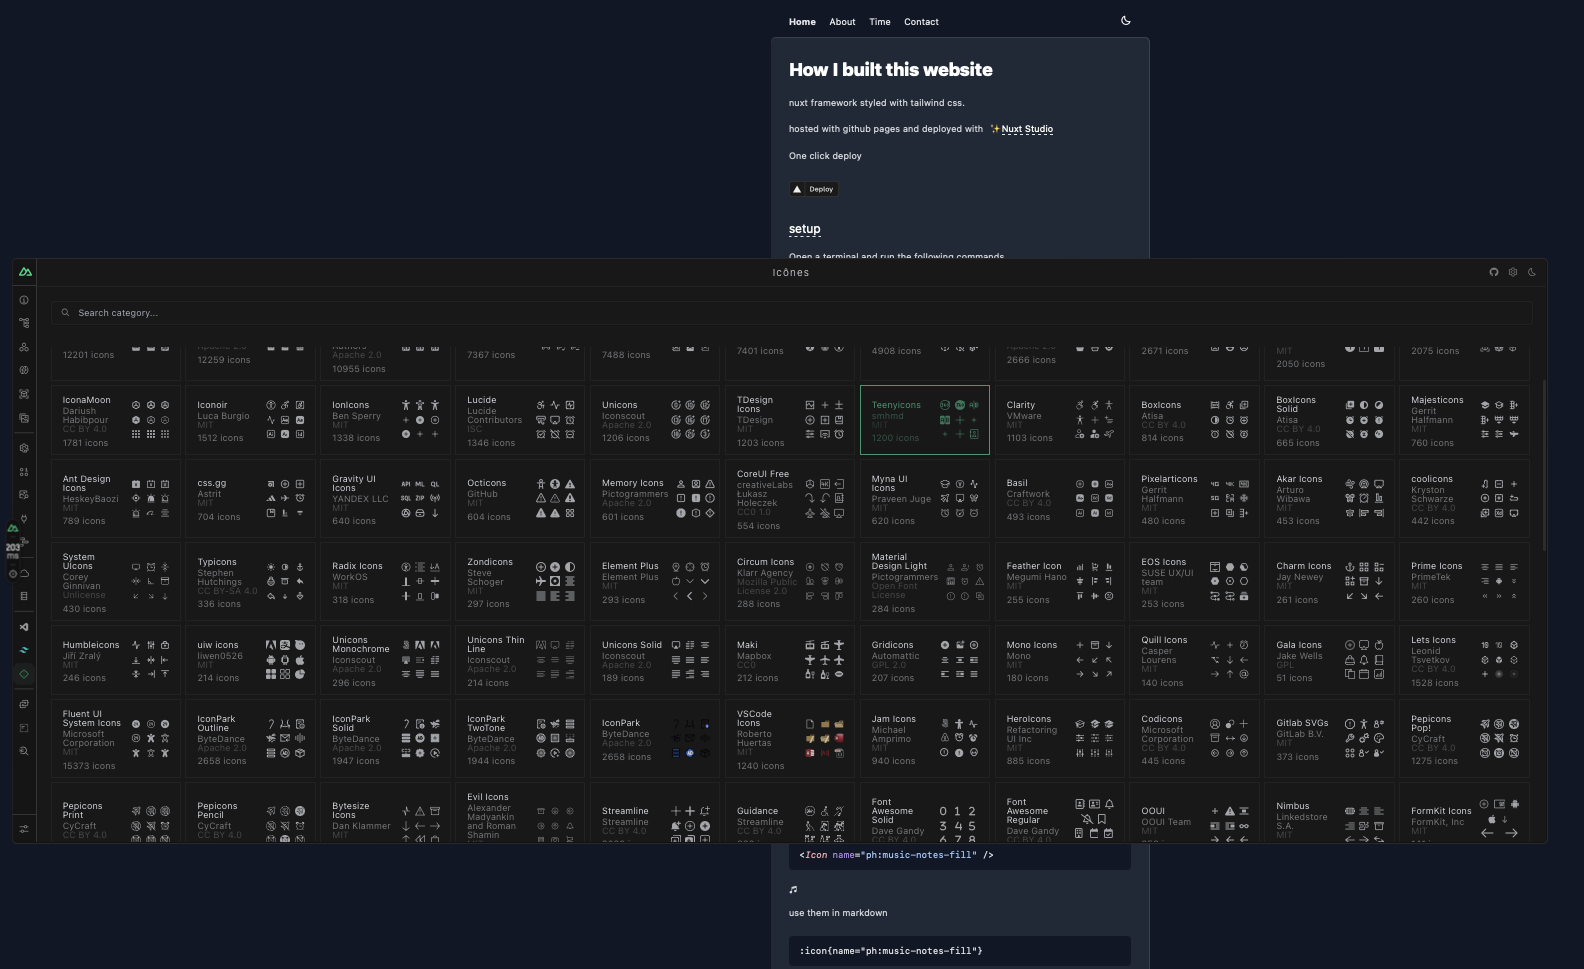 Home About Time Contact
How I built this website
nuxt framework styled with tailwind css.
hosted with github pages and deployed with ✨Nuxt Studio
One click deploy
Deploy
setup
Open a terminal and run the following commands
Icônes
Search category...
12201 icons
12259 icons
Apache 2.0
10955 icons
7367 icons
7488 icons
7401 icons
4908 icons
2666 icons
2671 icons
MIT
2050 icons
2075 icons
IconaMoon
Dariush
Habibpour
CC BY 4.0
1781 icons
Iconoir
Luca Burgio
MIT
1512 icons
IonIcons
Ben Sperry
MIT
1338 icons
Lucide
Lucide
Contributors
ISC
1346 icons
Unicons
Iconscout
Apache 2.0
1206 icons
TDesign
Icons
TDesign
MIT
1203 icons
Teenyicons
smhmd
MIT
1200 icons
Clarity
VMware
MIT
1103 icons
BoxIcons
Atisa
CC BY 4.0
814 icons
BoxIcons
Solid
Atisa
CC BY 4.0
665 icons
Majesticons
Gerrit
Halfmann
MIT
760 icons
Ant Design
Icons
HeskeyBaozi
MIT
789 icons
css.gg
Astrit
MIT
704 icons
Gravity UI
Icons
YANDEX LLC
MIT
640 icons
Octicons
GitHub
MIT
604 icons
Memory Icons
Pictogrammers
Apache 2.0
601 icons
CoreUI Free
creativeLabs
Łukasz
Holeczek
CC0 1.0
554 icons
Myna UI
Icons
Praveen Juge
MIT
620 icons
Basil
Craftwork
CC BY 4.0
493 icons
Pixelarticons
Gerrit
Halfmann
MIT
480 icons
Akar Icons
Arturo
Wibawa
MIT
453 icons
coolicons
Kryston
Schwarze
CC BY 4.0
442 icons
System
UIcons
Corey
Ginnivan
Unlicense
430 icons
Typicons
Stephen
Hutchings
CC BY-SA 4.0
336 icons
Radix Icons
WorkOS
MIT
318 icons
Zondicons
Steve
Schoger
MIT
297 icons
Element Plus
Element Plus
MIT
293 icons
Circum Icons
Klarr Agency
Mozilla Public
License 2.0
288 icons
Material
Design Light
Pictogrammers
Open Font
License
284 icons
Feather Icon
Megumi Hano
MIT
255 icons
EOS Icons
SUSE UX/UI
team
MIT
253 icons
Charm Icons
Jay Newey
MIT
261 icons
Prime Icons
PrimeTek
MIT
260 icons
Humbleicons
Jiří Zralý
MIT
246 icons
uiw icons
liwen0526
MIT
214 icons
Unicons
Monochrome
Iconscout
Apache 2.0
296 icons
Unicons Thin
Line
Iconscout
Apache 2.0
214 icons
Unicons Solid
Iconscout
Apache 2.0
189 icons
Maki
Mapbox
CC0
212 icons
Gridicons
Automattic
GPL 2.0
207 icons
Mono Icons
Mono
MIT
180 icons
Quill Icons
Casper
Lourens
MIT
140 icons
Gala Icons
Jake Wells
GPL
51 icons
Lets Icons
Leonid
Tsvetkov
CC BY 4.0
1528 icons
Fluent UI
System Icons
Microsoft
Corporation
MIT
15373 icons
IconPark
Outline
ByteDance
Apache 2.0
2658 icons
IconPark
Solid
ByteDance
Apache 2.0
1947 icons
IconPark
TwoTone
ByteDance
Apache 2.0
1944 icons
IconPark
ByteDance
Apache 2.0
2658 icons
VSCode
Icons
Roberto
Huertas
MIT
1240 icons
Jam Icons
Michael
Amprimo
MIT
940 icons
HeroIcons
Refactoring
UI Inc
MIT
885 icons
Codicons
Microsoft
Corporation
CC BY 4.0
445 icons
Gitlab SVGs
GitLab B.V.
MIT
373 icons
Pepicons
Pop!
CyCraft
CC BY 4.0
1275 icons
Pepicons
Print
CyCraft
CC BY 4.0
Pepicons
Pencil
CyCraft
CC BY 4.0
Bytesize
Icons
Dan Klammer
MIT
Evil Icons
Alexander
Madyankin
and Roman
Shamin
Streamline
Streamline
CC BY 4.0
Guidance
Streamline
CC BY 4.0
Font
Awesome
Solid
Dave Gandy
CC BY 4.0
0 1 2
3 4 5
6 7 8
Font
Awesome
Regular
Dave Gandy
CC BY 4.0
OOUI
OOUI Team
MIT
Nimbus
Linkedstore
S.A.
MIT
FormKit Icons
FormKit, Inc
MIT
203
ms
<Icon name="ph:music-notes-fill" />
use them in markdown
:icon{name="ph:music-notes-fill"}